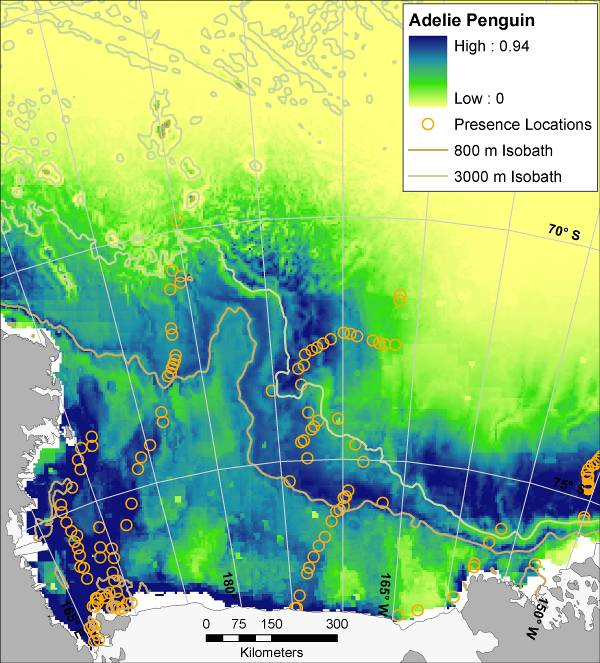 Adelie Penguin
High : 0.94
Low : 0
Presence Locations
800 m Isobath
3000 m Isobath
70° S
75° S
180°
165° W
165° E
150° W
0 75 150 300
Kilometers